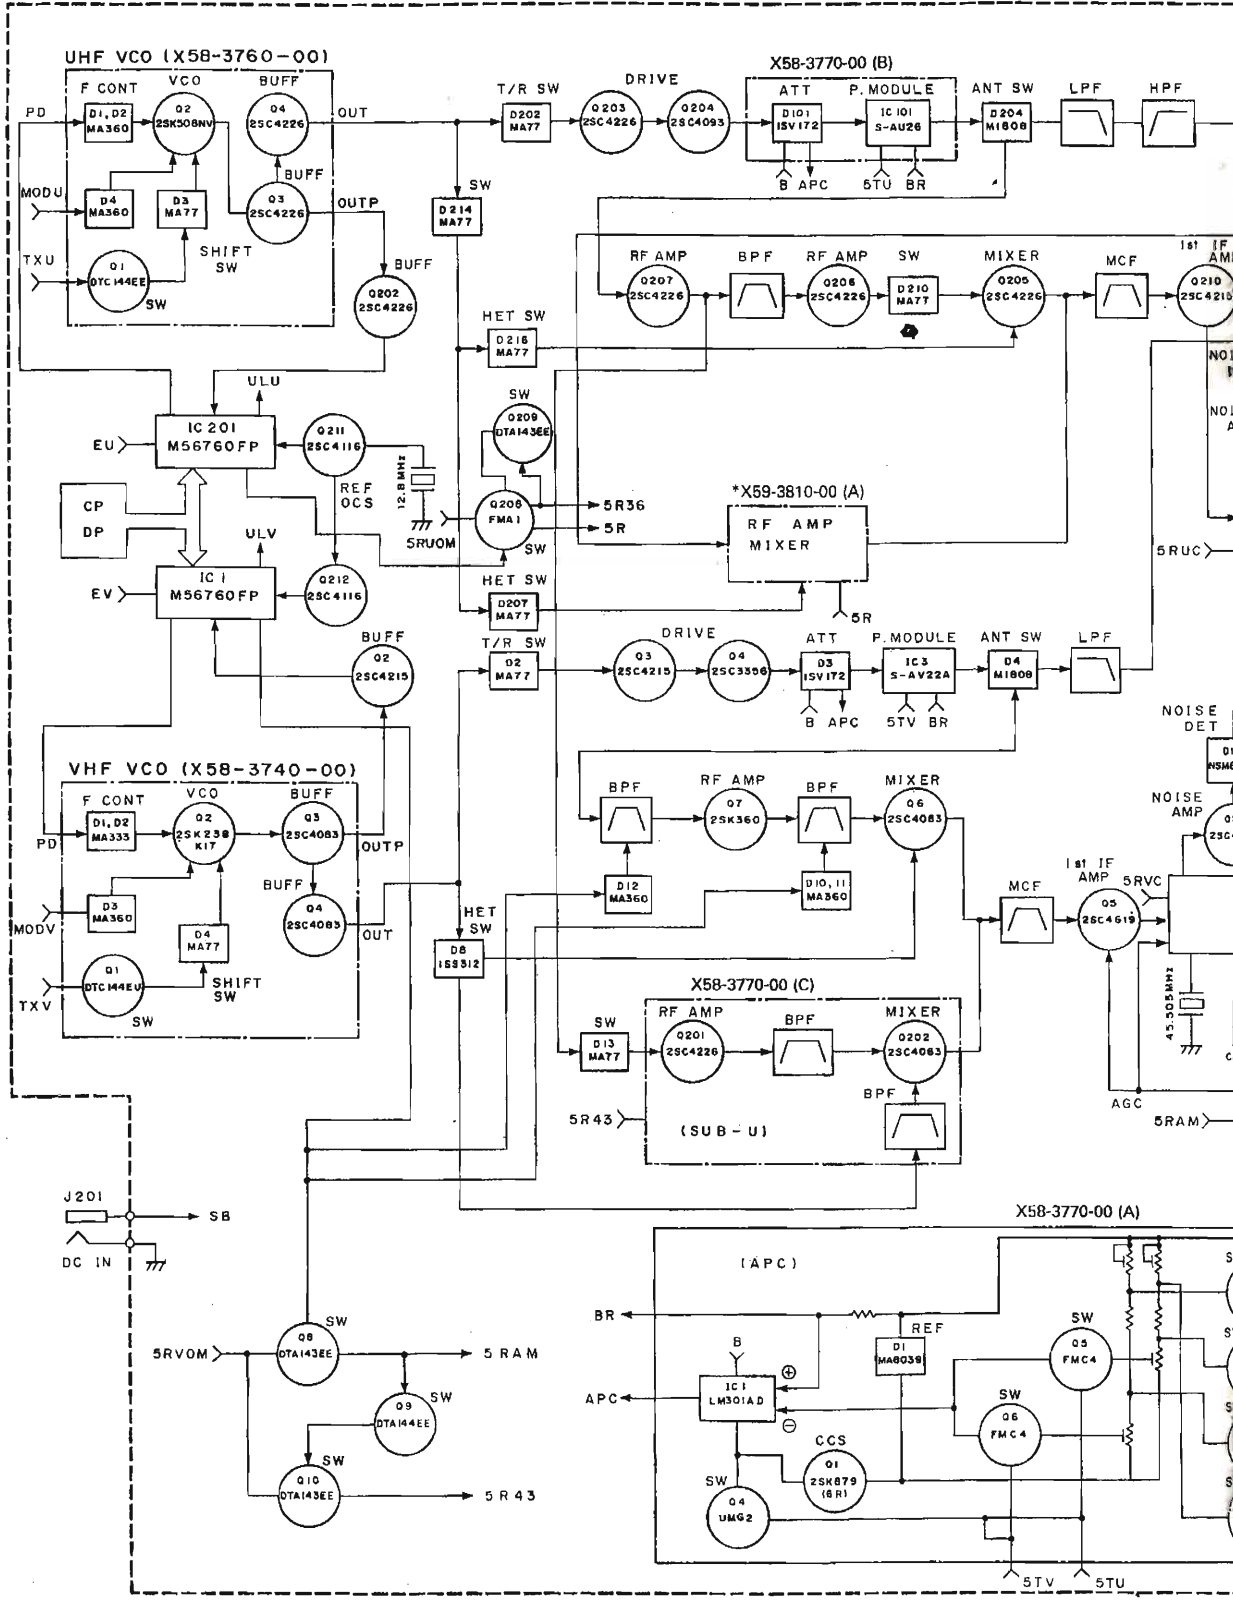 UHF VCO (X58-3760-00)
F CONT
VCO
BUFF
PD
D1, D2
MA360
Q2
2SK508NV
Q4
2SC4226
OUT
BUFF
MODU
D4
MA360
D3
MA77
Q3
2SC4226
OUTP
SHIFT
SW
TXU
Q1
DTC144EE
SW
BUFF
Q202
2SC4226
T/R SW
D202
MA77
DRIVE
Q203
2SC4226
Q204
2SC4093
X58-3770-00 (B)
ATT
P. MODULE
D101
1SV172
IC101
S-AU26
B
APC
5TU
BR
ANT SW
D204
M1808
LPF
HPF
SW
D214
MA77
RF AMP
Q207
2SC4226
BPF
RF AMP
2SC4226
SW
D210
MA77
MIXER
Q205
2SC4226
MCF
1st IF
Q210
2SC4215
HET SW
D216
MA77
ULU
IC201
M56760FP
EU
Q211
2SC4116
REF
OCS
12.8MHz
SW
Q209
DTA143EE
FMA1
SW
5RUOM
5R36
5R
CP
DP
ULV
IC1
M56760FP
EV
Q212
2SC4116
*X59-3810-00 (A)
RF AMP
MIXER
5R
5RUC
HET SW
D207
MA77
T/R SW
D2
MA77
BUFF
Q2
2SC4215
DRIVE
Q3
2SC4215
Q4
2SC3356
ATT
D3
1SV172
P. MODULE
IC3
S-AV22A
ANT SW
D4
M1808
LPF
B
APC
5TV
BR
NOISE
DET
VHF VCO (X58-3740-00)
F CONT
VCO
BUFF
PD
D1, D2
MA333
Q2
2SK238
K17
Q3
2SC4083
OUTP
BUFF
MODV
D3
MA360
D4
MA77
Q4
2SC4083
OUT
TXV
Q1
DTC144EU
SW
SHIFT
SW
BPF
RF AMP
Q7
2SK360
BPF
MIXER
Q6
2SC4083
D12
MA360
D10, 11
MA360
NOISE
AMP
HET
SW
D8
1SS312
MCF
1st IF
AMP
Q5
2SC4619
5RVC
45.505MHz
AGC
5RAM
X58-3770-00 (C)
SW
D13
MA77
RF AMP
Q201
2SC4226
BPF
MIXER
Q202
2SC4083
BPF
5R43
(SUB-U)
J201
SB
DC IN
X58-3770-00 (A)
(APC)
BR
REF
D1
MA8039
B
IC1
LM301AD
⊕
⊖
APC
SW
Q5
FMC4
SW
Q6
FMC4
CCS
Q1
2SK879
(GR)
SW
Q4
UMG2
5TV
5TU
5RVOM
SW
Q8
DTA143EE
5RAM
Q9
DTA144EE
SW
SW
Q10
DTA143EE
5R43